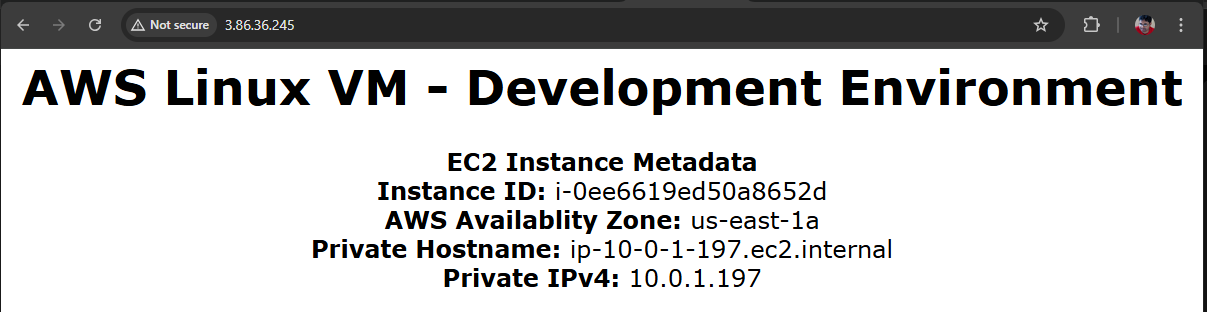 Not secure 3.86.36.245
AWS Linux VM - Development Environment
EC2 Instance Metadata
Instance ID: i-0ee6619ed50a8652d
AWS Availablity Zone: us-east-1a
Private Hostname: ip-10-0-1-197.ec2.internal
Private IPv4: 10.0.1.197